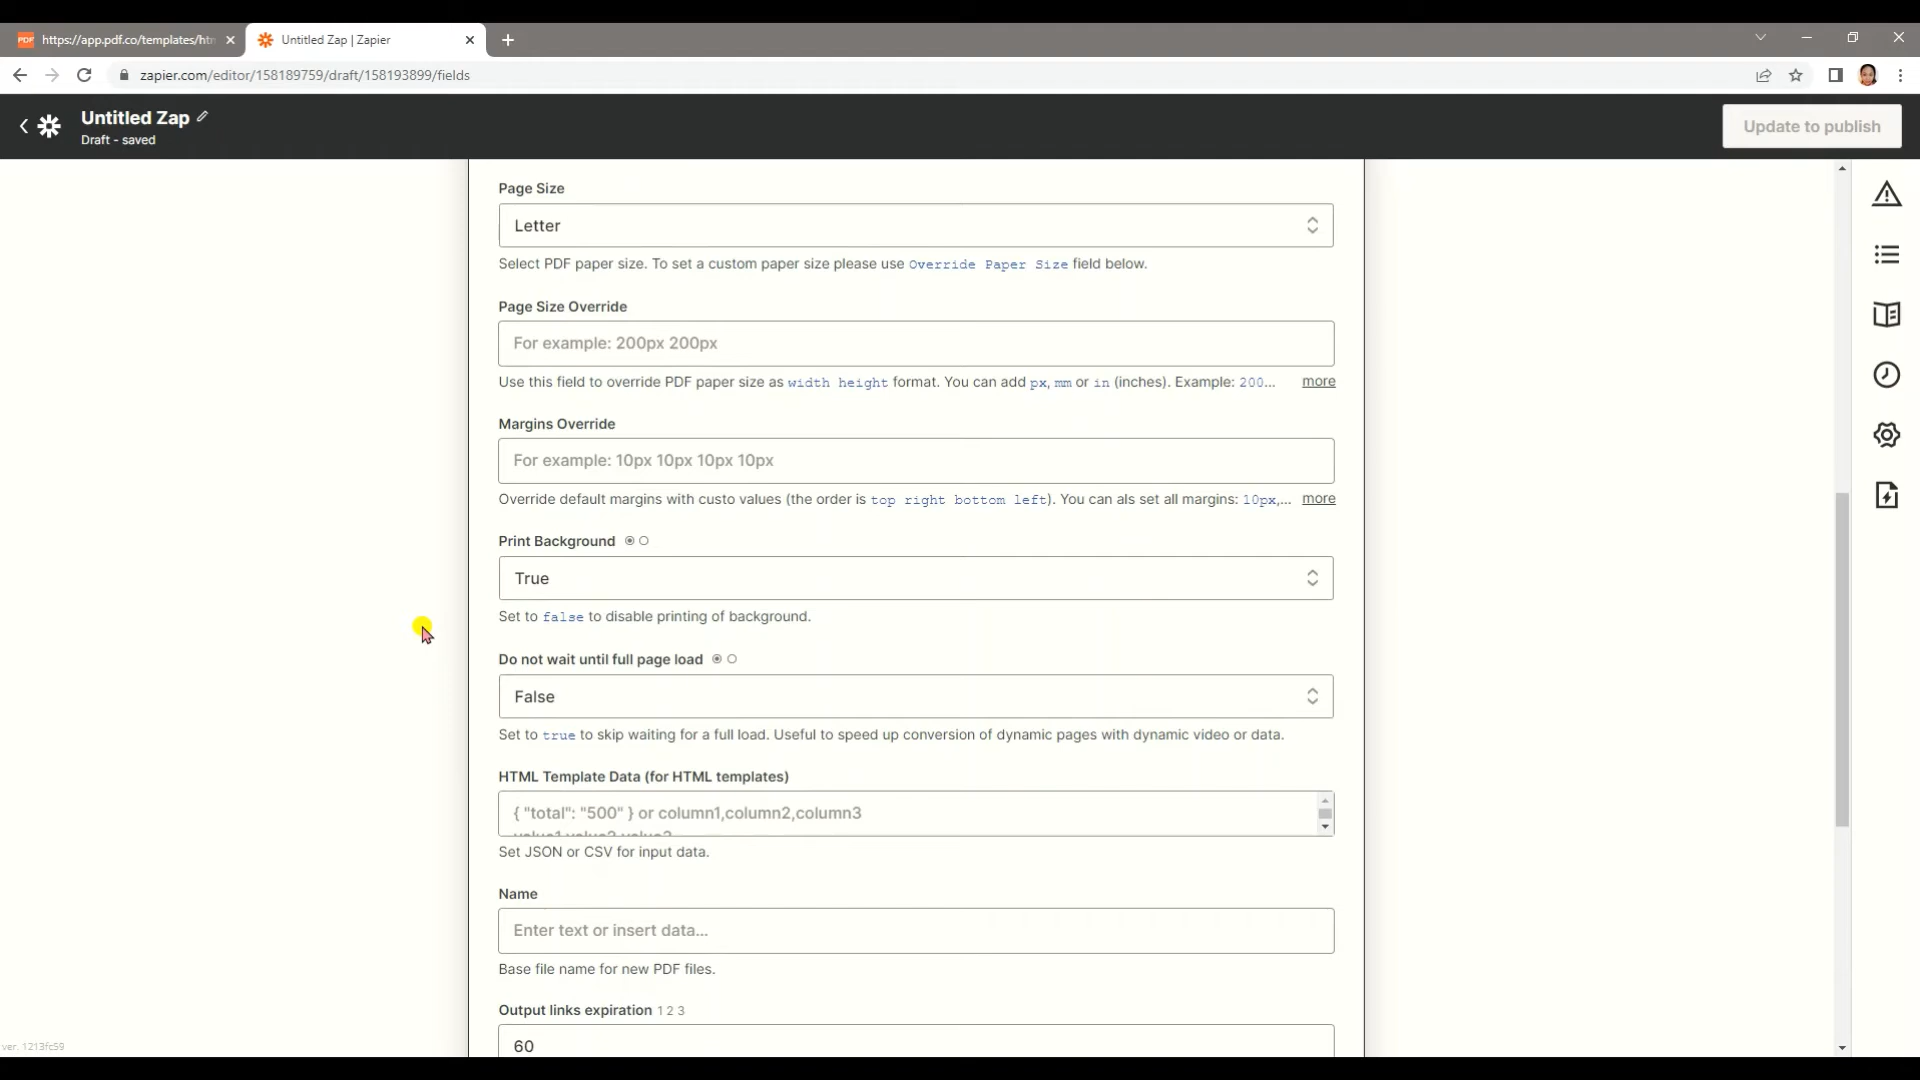 PDF https://app.pdf.co/templates/htm
Untitled Zap | Zapier
zapier.com/editor/158189759/draft/158193899/fields
Untitled Zap
Draft - saved
Update to publish
Page Size
Letter
Select PDF paper size. To set a custom paper size please use Override Paper Size field below.
Page Size Override
For example: 200px 200px
Use this field to override PDF paper size as width height format. You can add px, mm or in (inches). Example: 200... more
Margins Override
For example: 10px 10px 10px 10px
Override default margins with custo values (the order is top right bottom left). You can als set all margins: 10px,... more
Print Background
True
Set to false to disable printing of background.
Do not wait until full page load
False
Set to true to skip waiting for a full load. Useful to speed up conversion of dynamic pages with dynamic video or data.
HTML Template Data (for HTML templates)
{ "total": "500" } or column1,column2,column3
value1,value2,value3
Set JSON or CSV for input data.
Name
Enter text or insert data...
Base file name for new PDF files.
Output links expiration 1 2 3
60
ver. 1213fc59